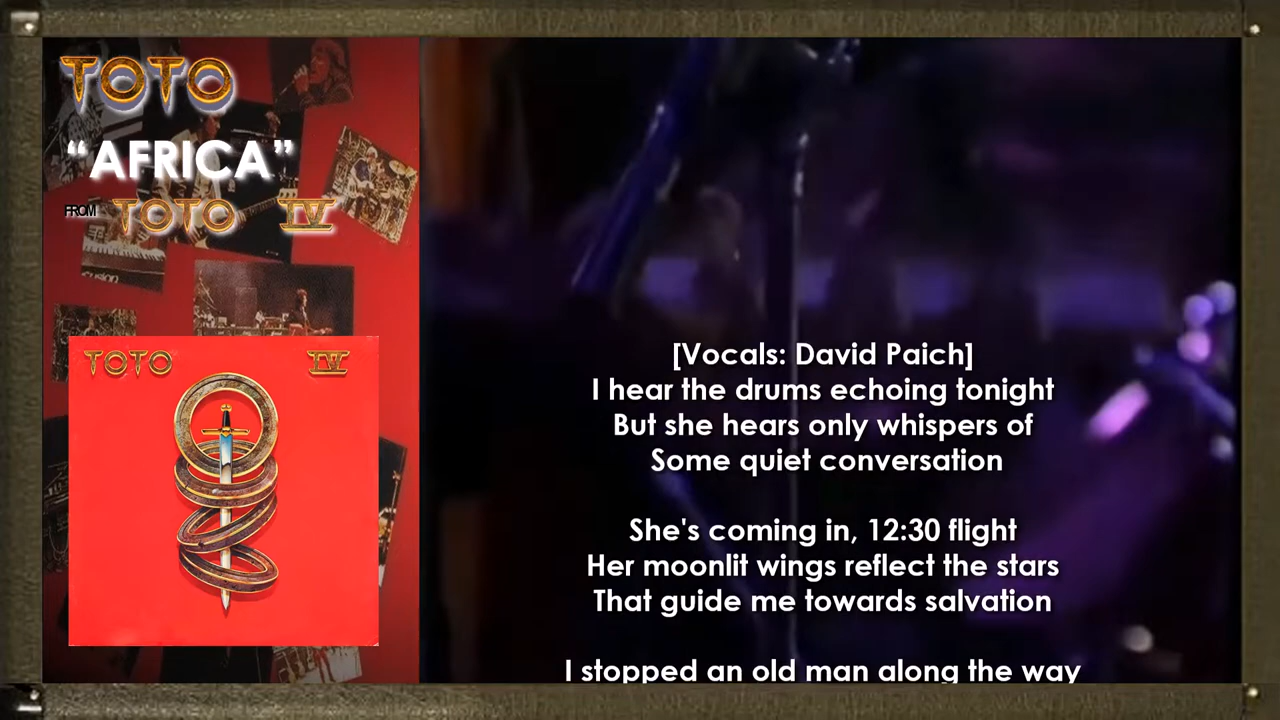 TOTO
“AFRICA”
FROM TOTO IV
TOTO IV
[Vocals: David Paich]
I hear the drums echoing tonight
But she hears only whispers of
Some quiet conversation
She's coming in, 12:30 flight
Her moonlit wings reflect the stars
That guide me towards salvation
I stopped an old man along the way